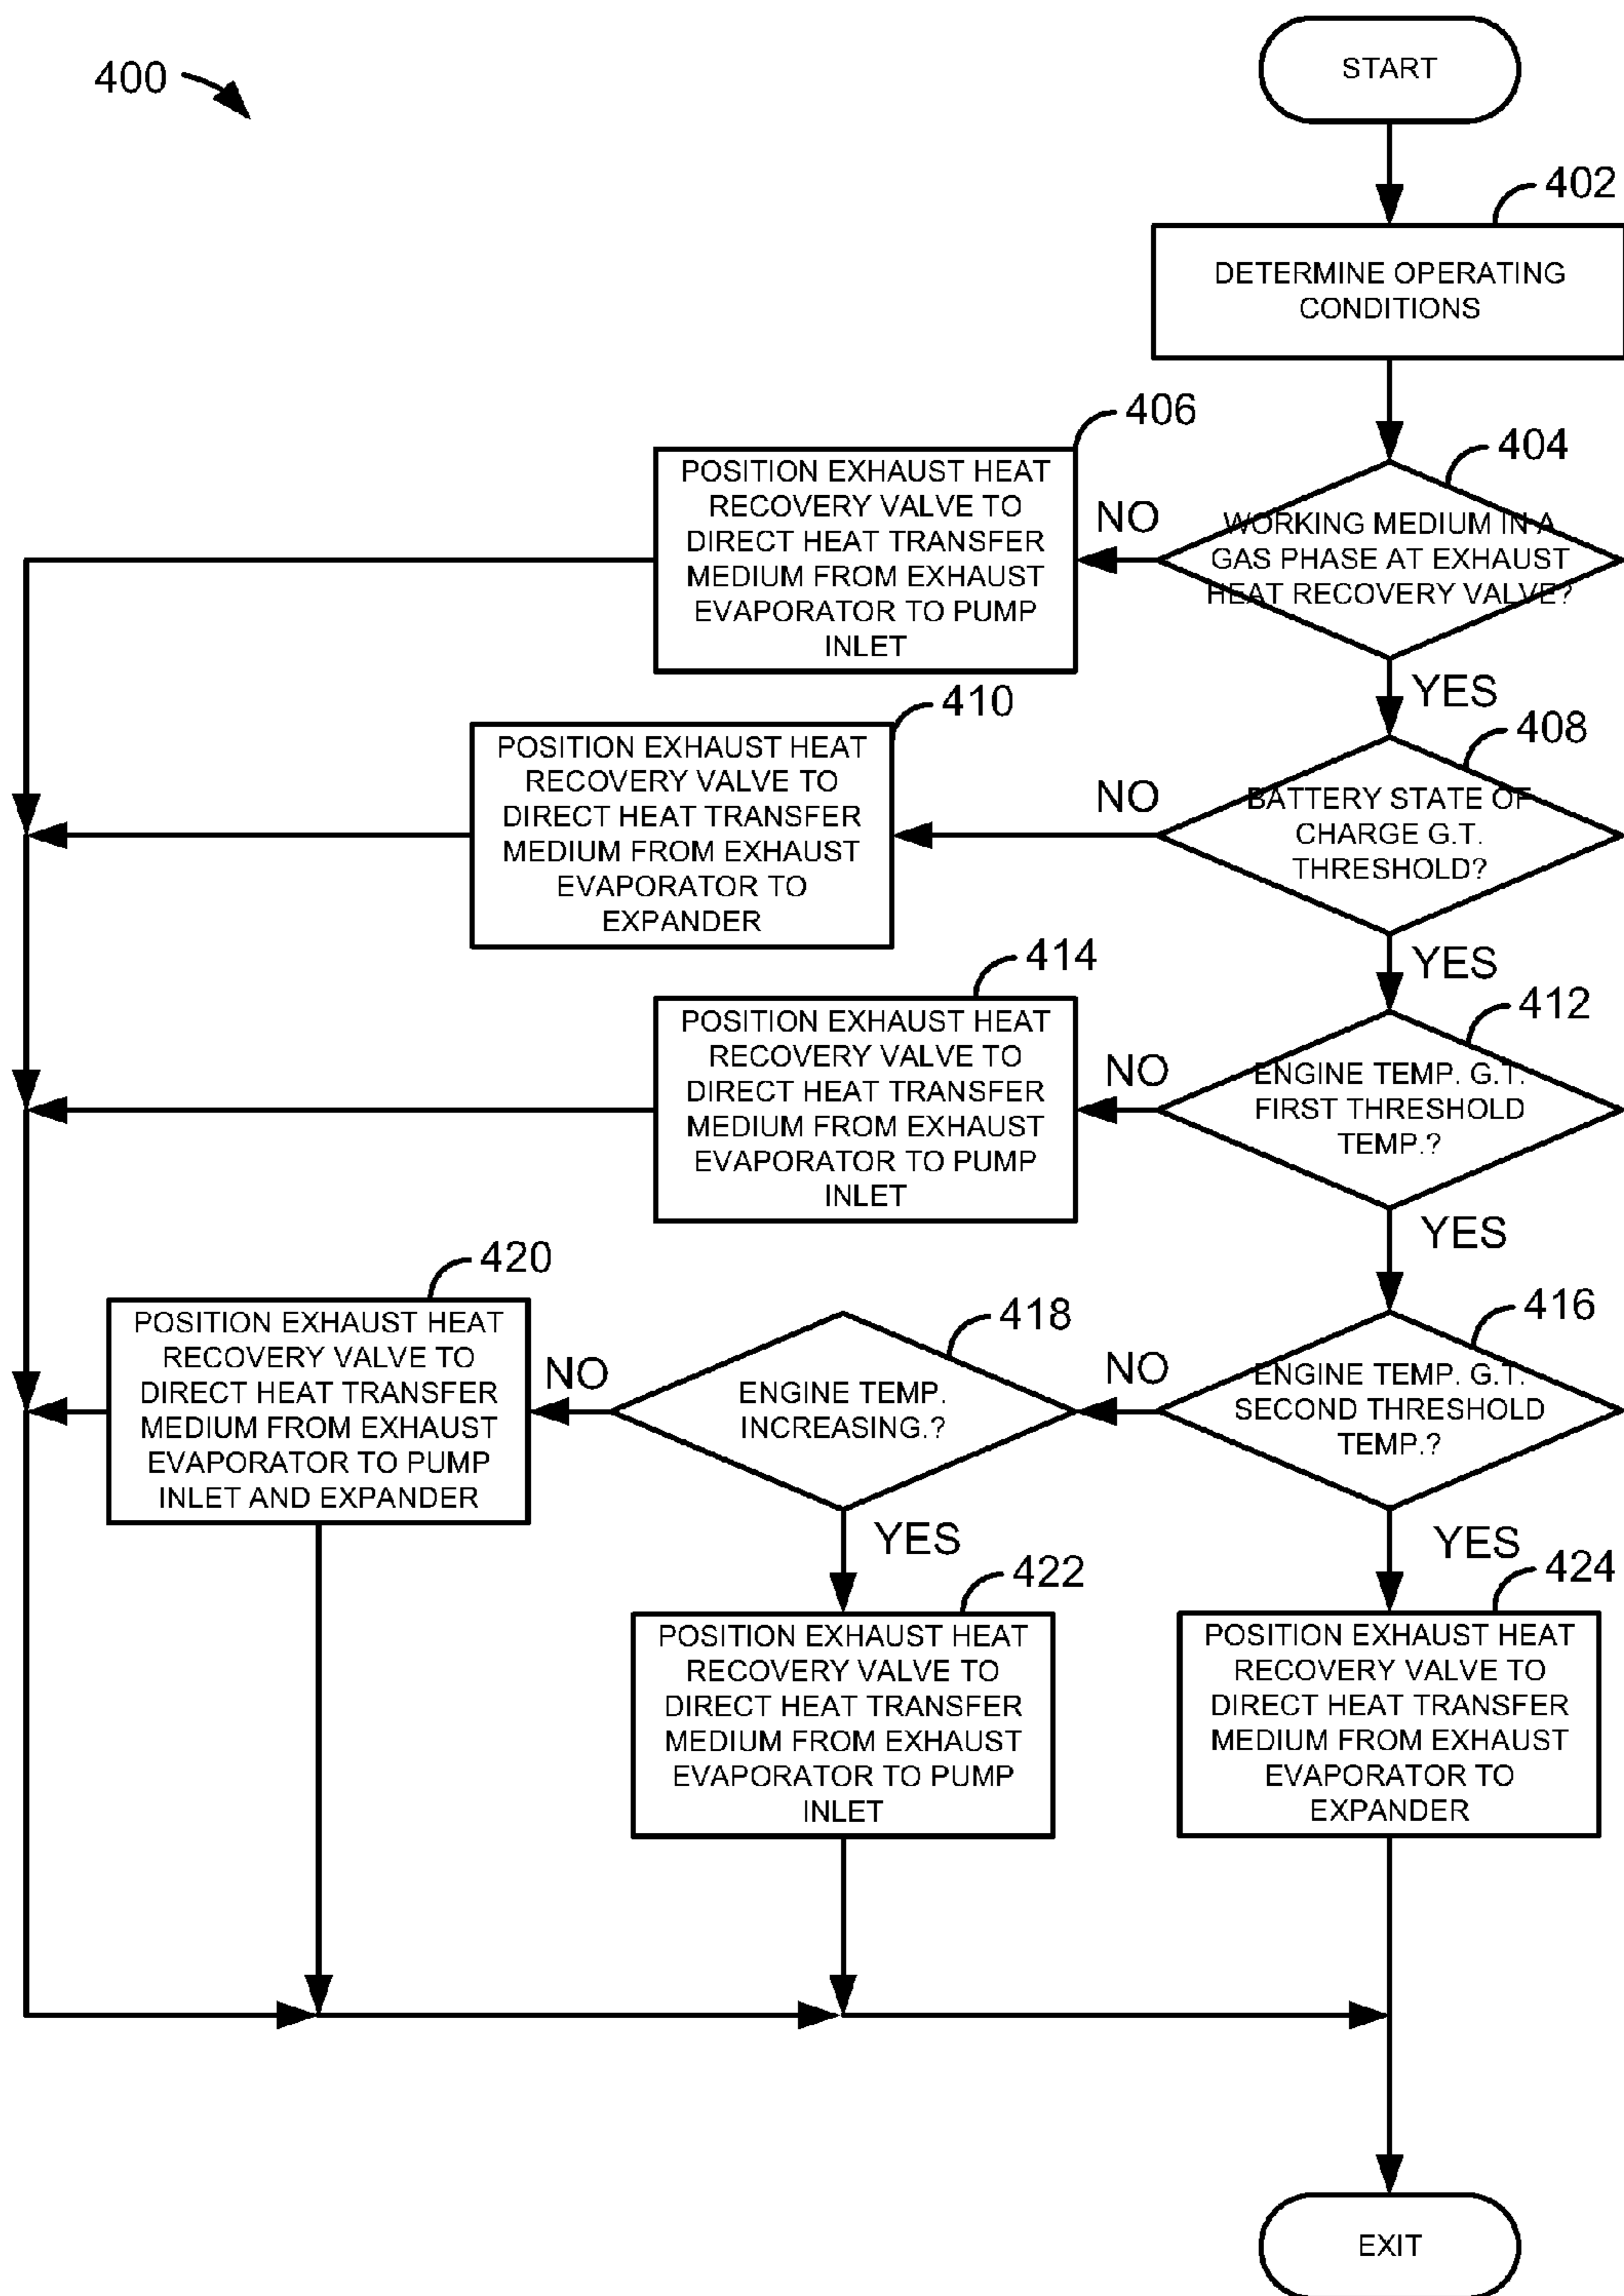 400
START
402
DETERMINE OPERATING
CONDITIONS
406
POSITION EXHAUST HEAT
RECOVERY VALVE TO
DIRECT HEAT TRANSFER
MEDIUM FROM EXHAUST
EVAPORATOR TO PUMP
INLET
NO
404
WORKING MEDIUM IN A
GAS PHASE AT EXHAUST
HEAT RECOVERY VALVE?
YES
410
POSITION EXHAUST HEAT
RECOVERY VALVE TO
DIRECT HEAT TRANSFER
MEDIUM FROM EXHAUST
EVAPORATOR TO
EXPANDER
NO
408
BATTERY STATE OF
CHARGE G.T.
THRESHOLD?
YES
414
POSITION EXHAUST HEAT
RECOVERY VALVE TO
DIRECT HEAT TRANSFER
MEDIUM FROM EXHAUST
EVAPORATOR TO PUMP
INLET
NO
412
ENGINE TEMP. G.T.
FIRST THRESHOLD
TEMP.?
YES
420
POSITION EXHAUST HEAT
RECOVERY VALVE TO
DIRECT HEAT TRANSFER
MEDIUM FROM EXHAUST
EVAPORATOR TO PUMP
INLET AND EXPANDER
NO
418
ENGINE TEMP.
INCREASING.?
NO
416
ENGINE TEMP. G.T.
SECOND THRESHOLD
TEMP.?
YES
422
POSITION EXHAUST HEAT
RECOVERY VALVE TO
DIRECT HEAT TRANSFER
MEDIUM FROM EXHAUST
EVAPORATOR TO PUMP
INLET
YES
424
POSITION EXHAUST HEAT
RECOVERY VALVE TO
DIRECT HEAT TRANSFER
MEDIUM FROM EXHAUST
EVAPORATOR TO
EXPANDER
EXIT